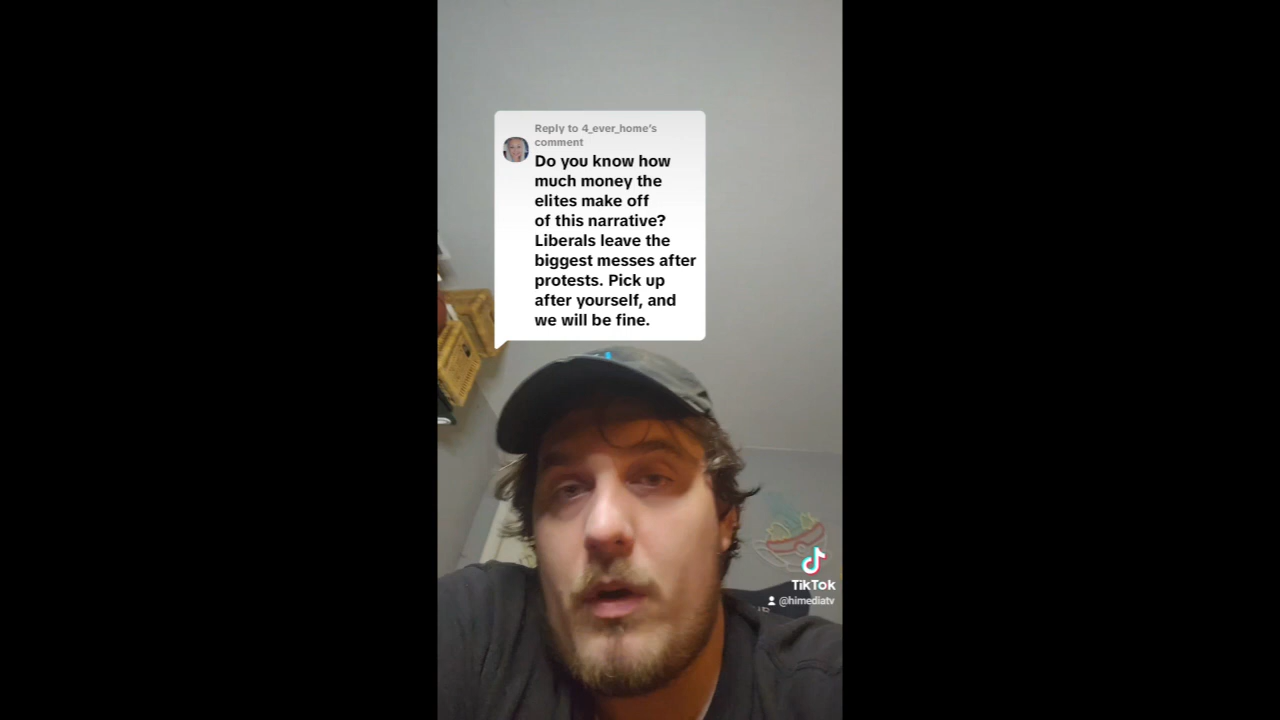 Reply to 4_ever_home's
comment
Do you know how
much money the
elites make off
of this narrative?
Liberals leave the
biggest messes after
protests. Pick up
after yourself, and
we will be fine.
TikTok
@himediatv